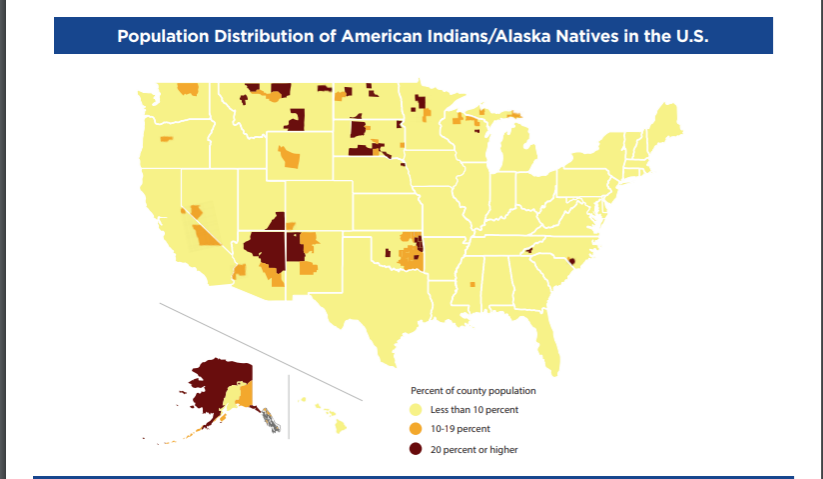 Population Distribution of American Indians/Alaska Natives in the U.S.
Percent of county population
Less than 10 percent
10-19 percent
20 percent or higher